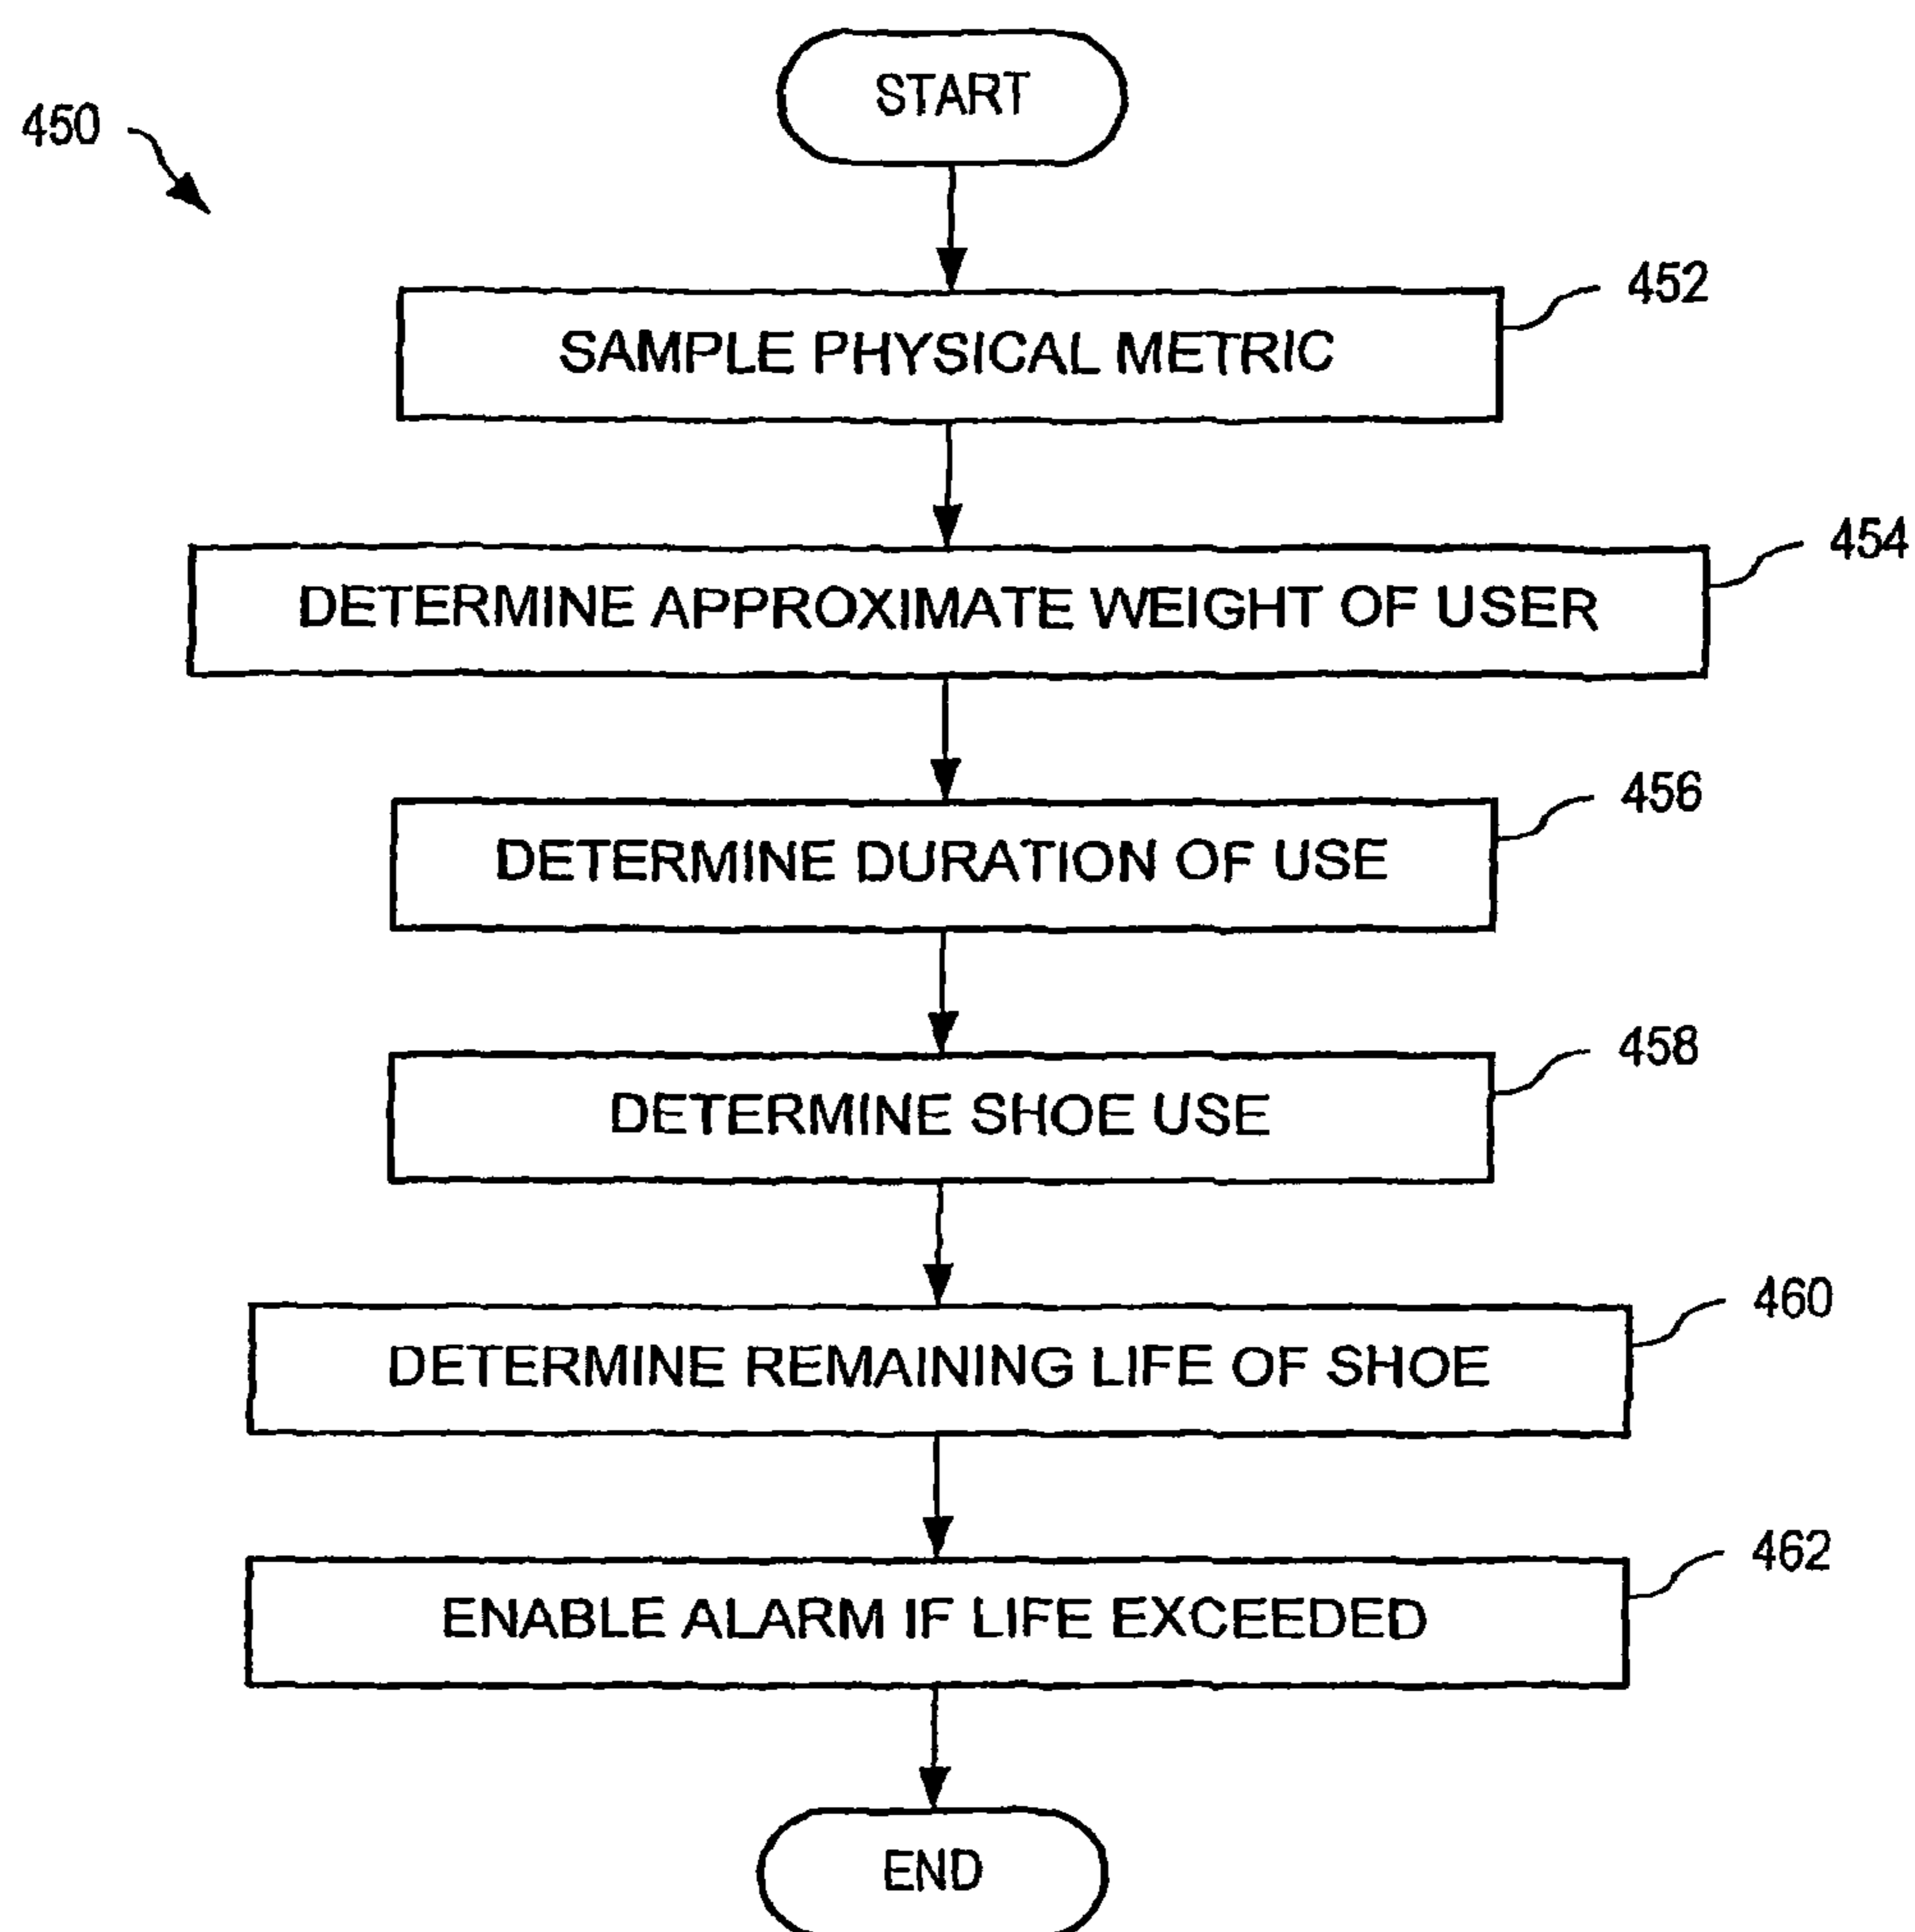 START
450
452
SAMPLE PHYSICAL METRIC
454
DETERMINE APPROXIMATE WEIGHT OF USER
456
DETERMINE DURATION OF USE
458
DETERMINE SHOE USE
460
DETERMINE REMAINING LIFE OF SHOE
462
ENABLE ALARM IF LIFE EXCEEDED
END